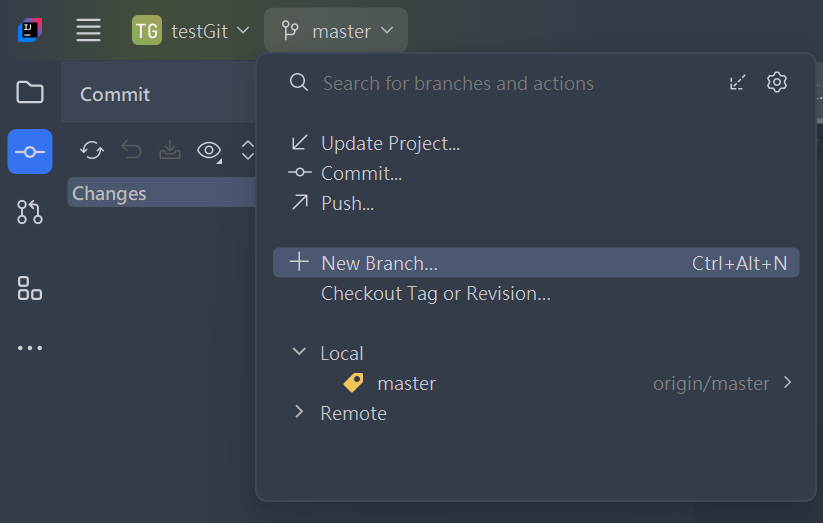 IJ
TG testGit master
Search for branches and actions
Commit
Update Project...
Commit...
Push...
Changes
New Branch... Ctrl+Alt+N
Checkout Tag or Revision...
Local
master origin/master
Remote